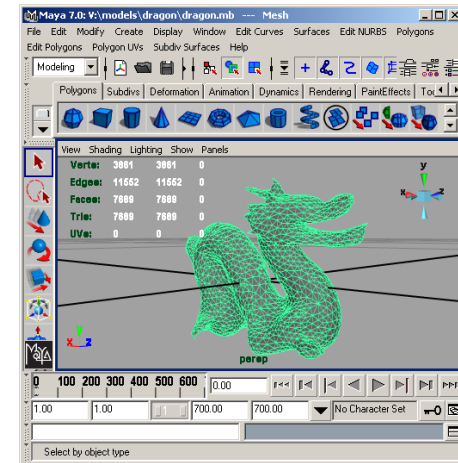 Maya 7.0: V:\models\dragon\dragon.mb --- Mesh
File Edit Modify Create Display Window Edit Curves Surfaces Edit NURBS Polygons
Edit Polygons Polygon UVs Subdiv Surfaces Help
Modeling
Polygons Subdivs Deformation Animation Dynamics Rendering PaintEffects
View Shading Lighting Show Panels
Verts: 3861 3861 0
Edges: 11552 11552 0
Faces: 7689 7689 0
Tris: 7689 7689 0
UVs: 0 0 0
y
x z
y
x z
persp
MAYA
0 100 200 300 400 500 600 0.00
1.00 1.00 1 700.00 700.00 No Character Set
Select by object type